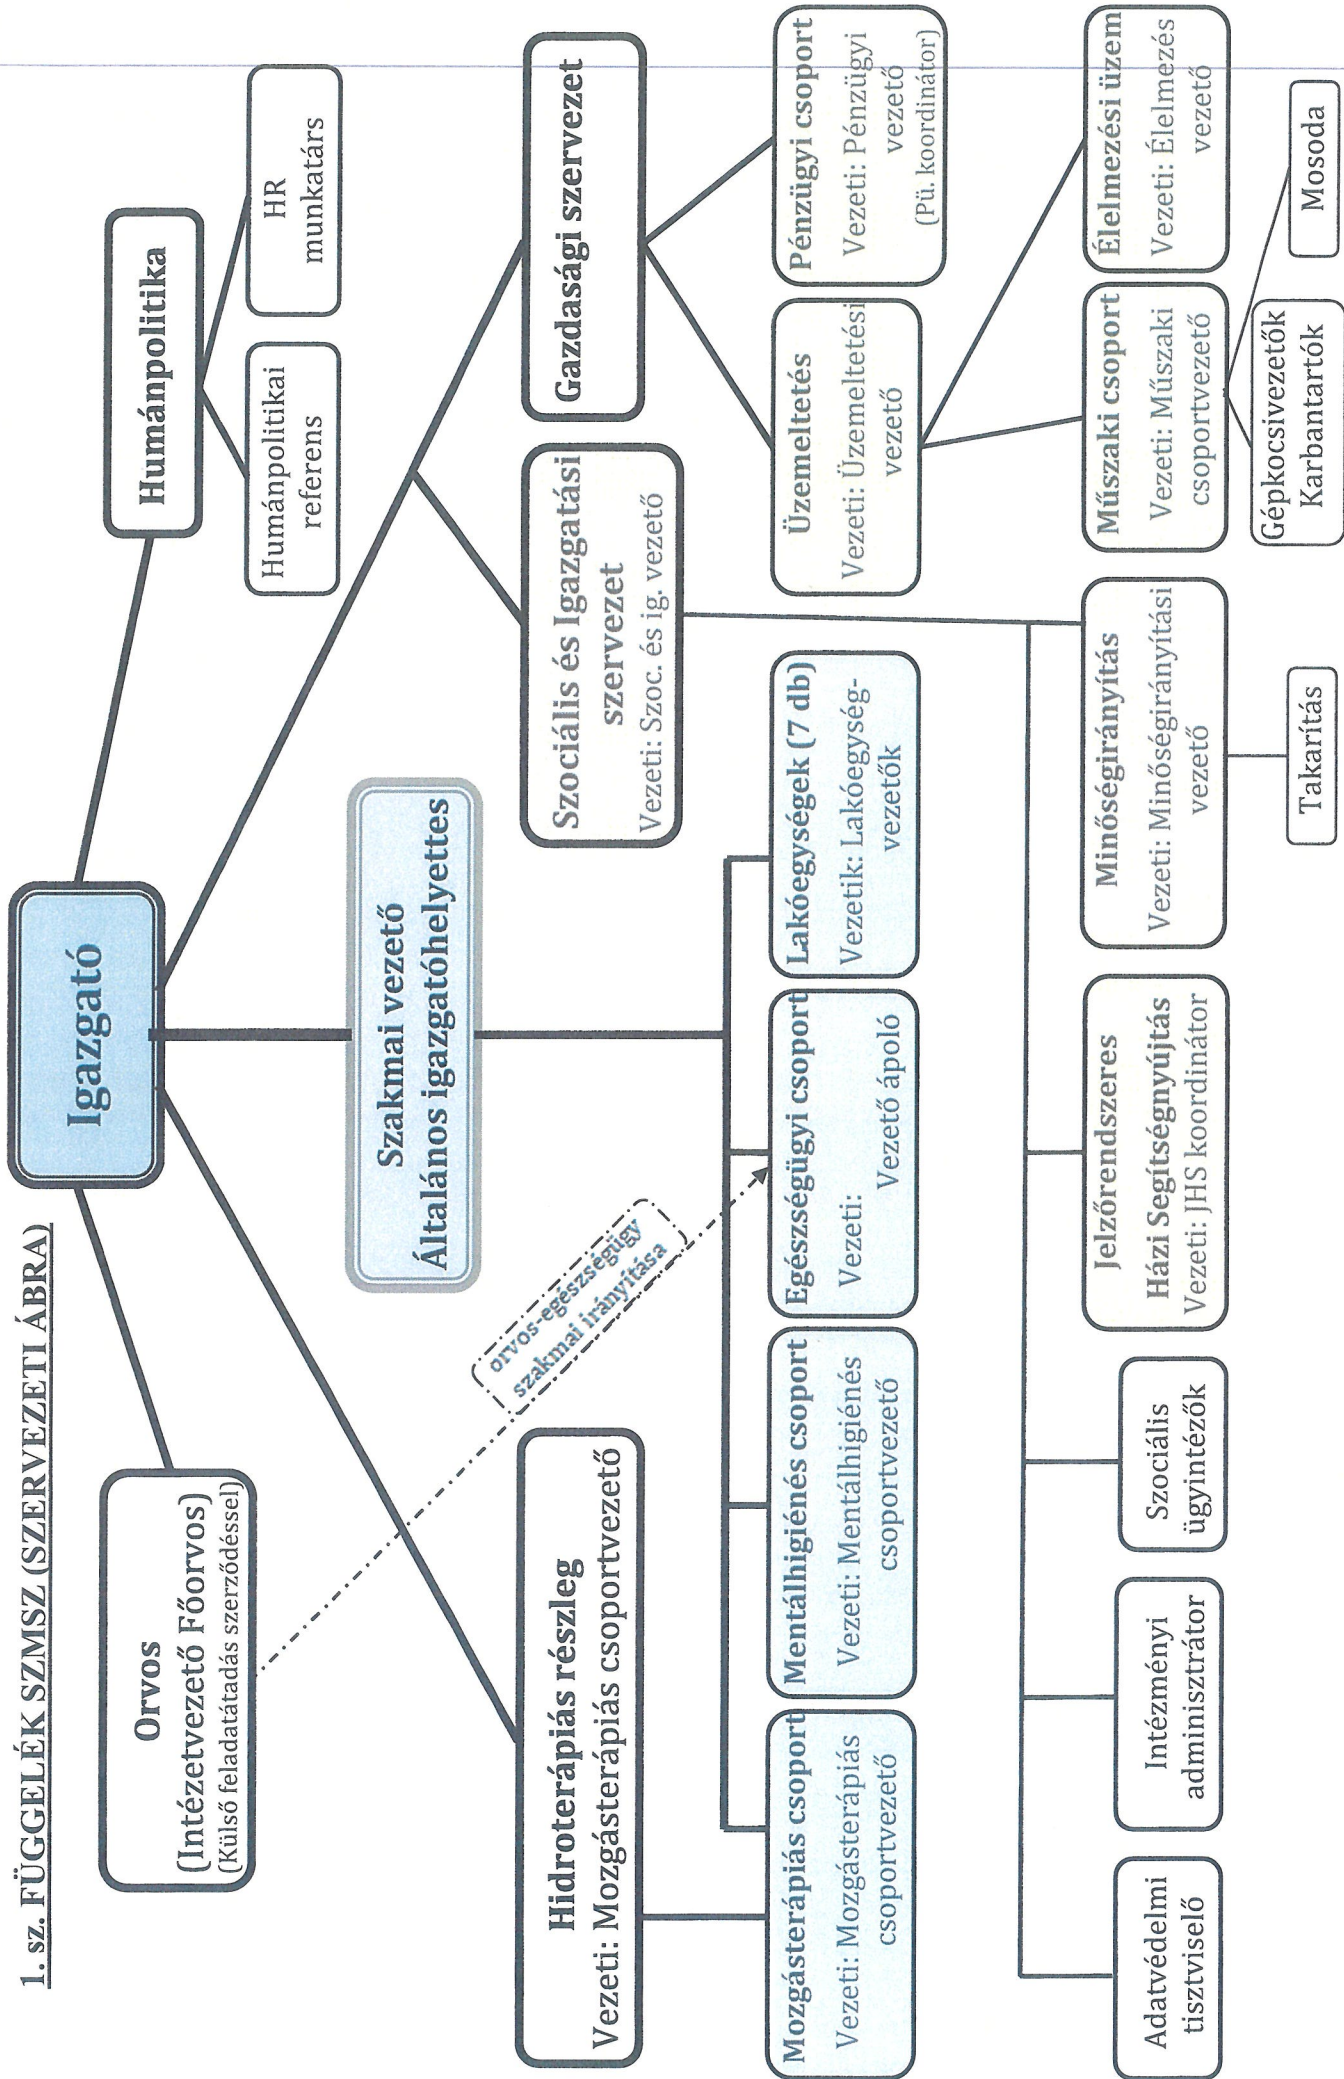 1. sz. FÜGGELÉK SZMSZ (SZERVEZETI ÁBRA)
Igazgató
Orvos
(Intézetvezető Főorvos)
(Külső feladatátadás szerződéssel)
Humánpolitika
Humánpolitikai
referens
HR
munkatárs
Szakmai vezető
Általános igazgatóhelyettes
orvos-egészségügy
szakmai irányítása
Hidroterápiás részleg
Vezeti: Mozgásterápiás csoportvezető
Szociális és Igazgatási
szervezet
Vezeti: Szoc. és ig. vezető
Gazdasági szervezet
Mozgásterápiás csoport
Vezeti: Mozgásterápiás
csoportvezető
Mentálhigiénés csoport
Vezeti: Mentálhigiénés
csoportvezető
Egészségügyi csoport
Vezeti:
Vezető ápoló
Lakóegységek (7 db)
Vezetik: Lakóegység-
vezetők
Üzemeltetés
Vezeti: Üzemeltetési
vezető
Pénzügyi csoport
Vezeti: Pénzügyi
vezető
(Pü. koordinátor)
Adatvédelmi
tisztviselő
Intézményi
adminisztrátor
Szociális
ügyintézők
Jelzőrendszeres
Házi Segítségnyújtás
Vezeti: JHS koordinátor
Minőségirányítás
Vezeti: Minőségirányítási
vezető
Műszaki csoport
Vezeti: Műszaki
csoportvezető
Élelmezési üzem
Vezeti: Élelmezés
vezető
Takarítás
Gépkocsivezetők
Karbantartók
Mosoda